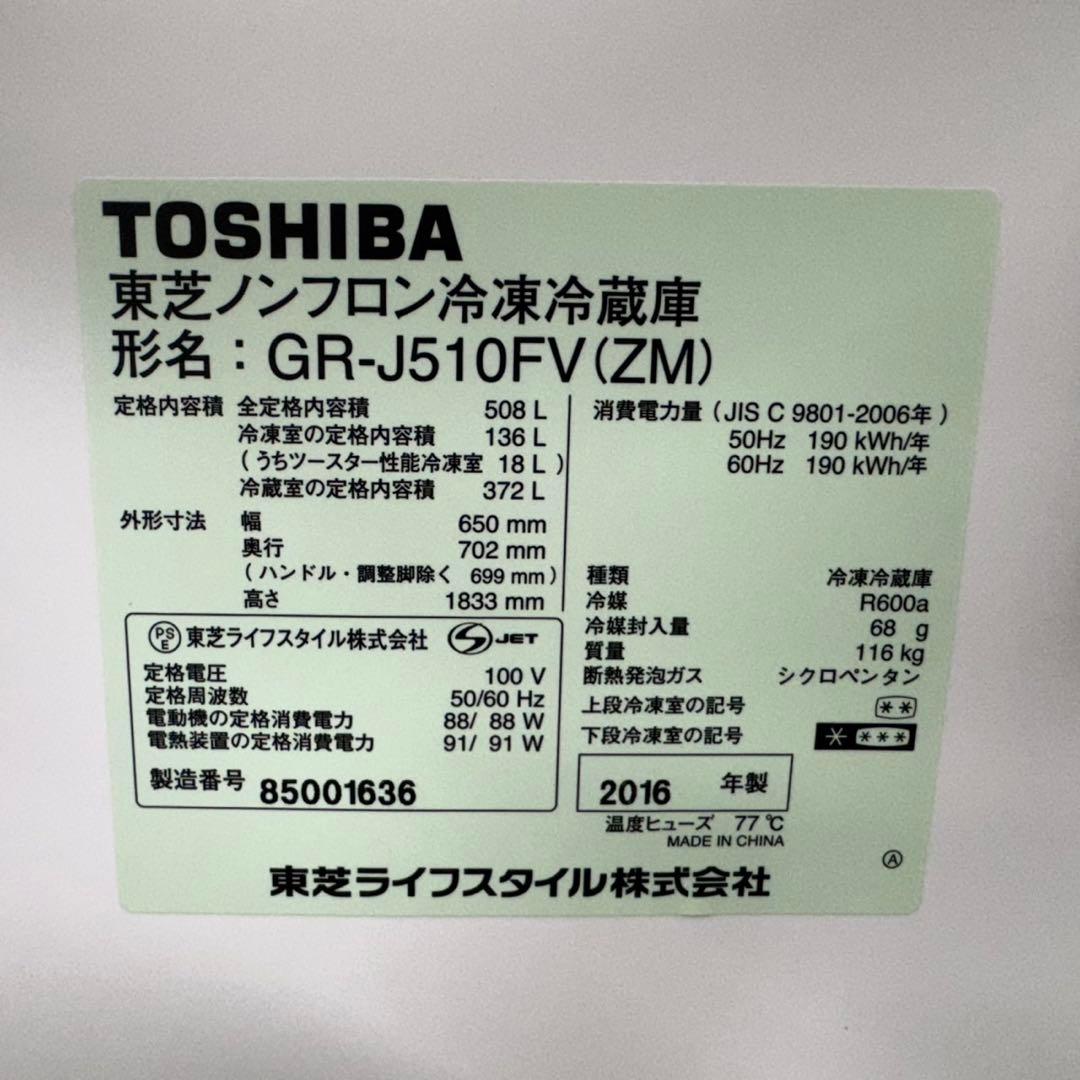 TOSHIBA
東芝ノンフロン冷凍冷蔵庫
形名：GR-J510FV(ZM)
定格内容積 全定格内容積 508 L
冷凍室の定格内容積 136 L
(うちツースター性能冷凍室 18 L)
冷蔵室の定格内容積 372 L
外形寸法 幅 650 mm
奥行 702 mm
(ハンドル・調整脚除く 699 mm)
高さ 1833 mm
PSE 東芝ライフスタイル株式会社 S JET
定格電圧 100 V
定格周波数 50/60 Hz
電動機の定格消費電力 88/ 88 W
電熱装置の定格消費電力 91/ 91 W
製造番号 85001636
消費電力量 (JIS C 9801-2006年)
50Hz 190 kWh/年
60Hz 190 kWh/年
種類 冷凍冷蔵庫
冷媒 R600a
冷媒封入量 68 g
質量 116 kg
断熱発泡ガス シクロペンタン
上段冷凍室の記号 **
下段冷凍室の記号 * ***
2016 年製
温度ヒューズ 77 ℃
MADE IN CHINA
Ⓐ
東芝ライフスタイル株式会社